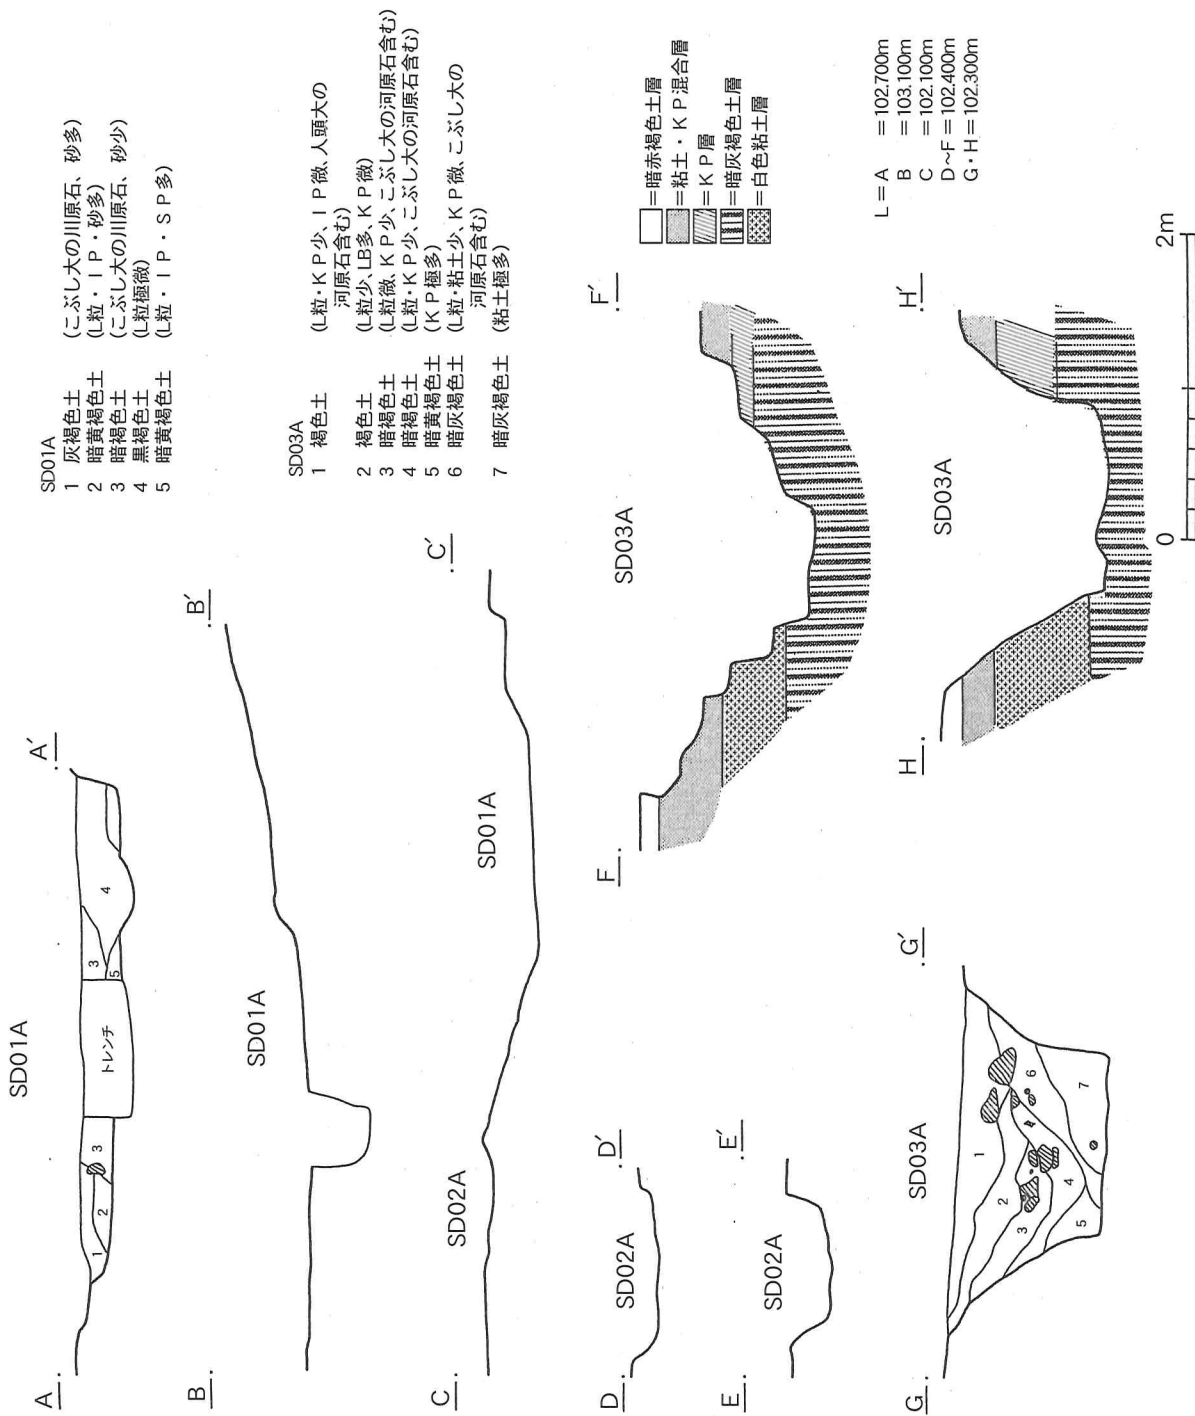 SD01A
1 灰褐色土 (こぶし大の川原石、砂多)
2 暗黄褐色土 (L粒・IP・砂多)
3 暗褐色土 (こぶし大の川原石、砂少)
4 黒褐色土 (L粒極微)
5 暗黄褐色土 (L粒・IP・SP多)
SD03A
1 褐色土 (L粒・KP少、IP微、人頭大の
河原石含む)
2 褐色土 (L粒少、LB多、KP微)
3 暗褐色土 (L粒微、KP少、こぶし大の河原石含む)
4 暗褐色土 (L粒・KP少、こぶし大の河原石含む)
5 暗黄褐色土 (KP極多)
6 暗灰褐色土 (L粒・粘土少、KP微、こぶし大の
河原石含む)
7 暗灰褐色土 (粘土極多)
=暗赤褐色土層
=粘土・KP混合層
=KP層
=暗灰褐色土層
=白色粘土層
L=A =102.700m
B =103.100m
C =102.100m
D~F=102.400m
G・H=102.300m
SD01A
A A′
1 2 3 トレンチ 3 5 4
B B′
SD01A
C C′
SD02A SD01A
D D′
SD02A
E E′
SD02A
F F′
SD03A
G G′
SD03A
1 2 3 4 5 6 7
H H′
SD03A
0 2m